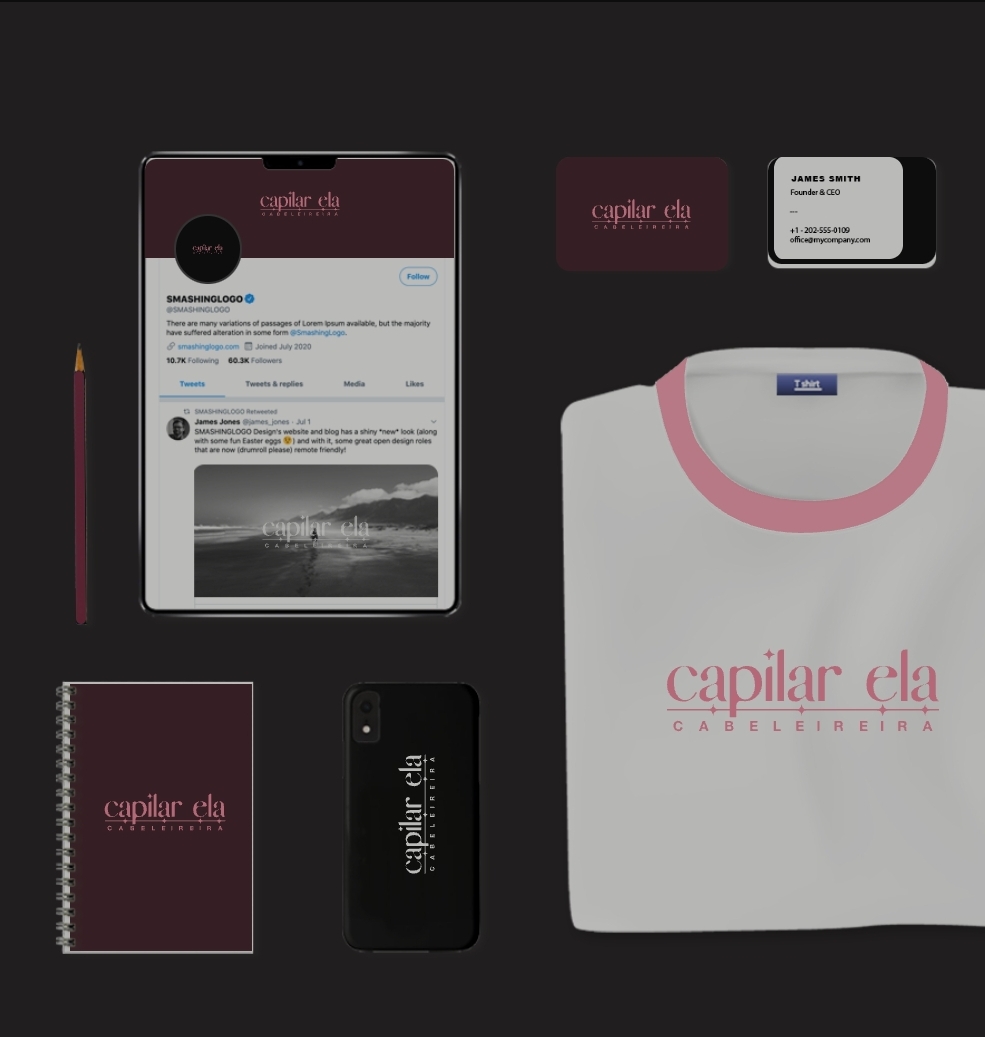 capilar ela
CABELEIREIRA
capilar ela
CABELEIREIRA
Follow
SMASHINGLOGO
@SMASHINGLOGO
There are many variations of passages of Lorem Ipsum available, but the majority
have suffered alteration in some form @SmashingLogo.
smashinglogo.com Joined July 2020
10.7K Following 60.3K Followers
Tweets Tweets & replies Media Likes
SMASHINGLOGO Retweeted
James Jones @james_jones · Jul 1
SMASHINGLOGO Design's website and blog has a shiny *new* look (along
with some fun Easter eggs 😉) and with it, some great open design roles
that are now (drumroll please) remote friendly!
capilar ela
CABELEIREIRA
capilar ela
CABELEIREIRA
JAMES SMITH
Founder & CEO
+1 - 202-555-0109
office@mycompany.com
T shirt
capilar ela
CABELEIREIRA
capilar ela
CABELEIREIRA
capilar ela
CABELEIREIRA